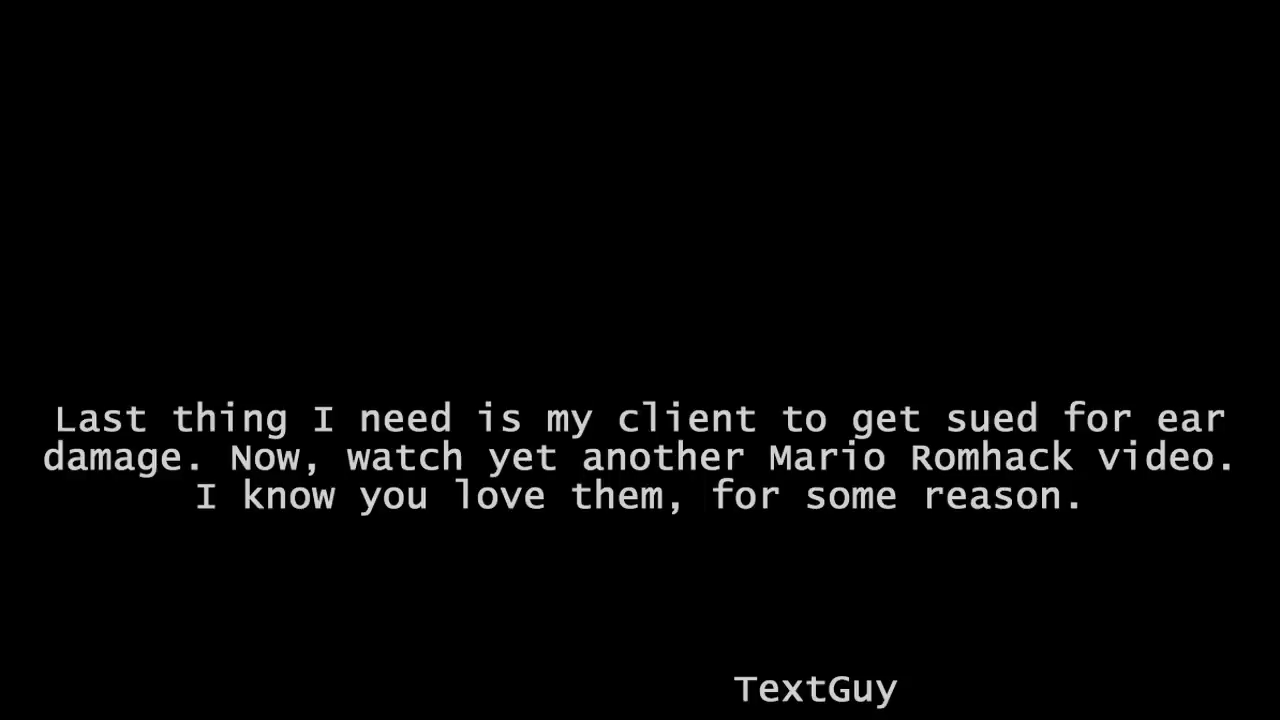 Last thing I need is my client to get sued for ear
damage. Now, watch yet another Mario Romhack video.
I know you love them, for some reason.
TextGuy